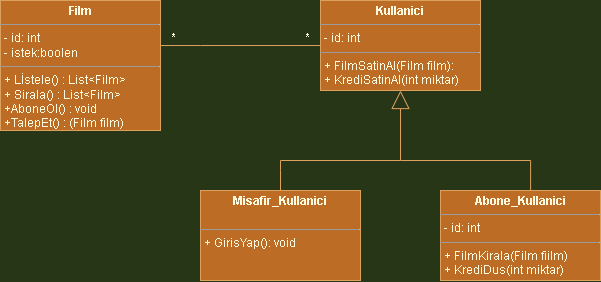 Film
- id: int
- istek:boolen
+ Listele() : List<Film>
+ Sirala() : List<Film>
+AboneOl() : void
+TalepEt() : (Film film)
*
*
Kullanici
- id: int
+ FilmSatinAl(Film film):
+ KrediSatinAl(int miktar)
Misafir_Kullanici
+ GirisYap(): void
Abone_Kullanici
- id: int
+ FilmKirala(Film fiilm)
+ KrediDus(int miktar)